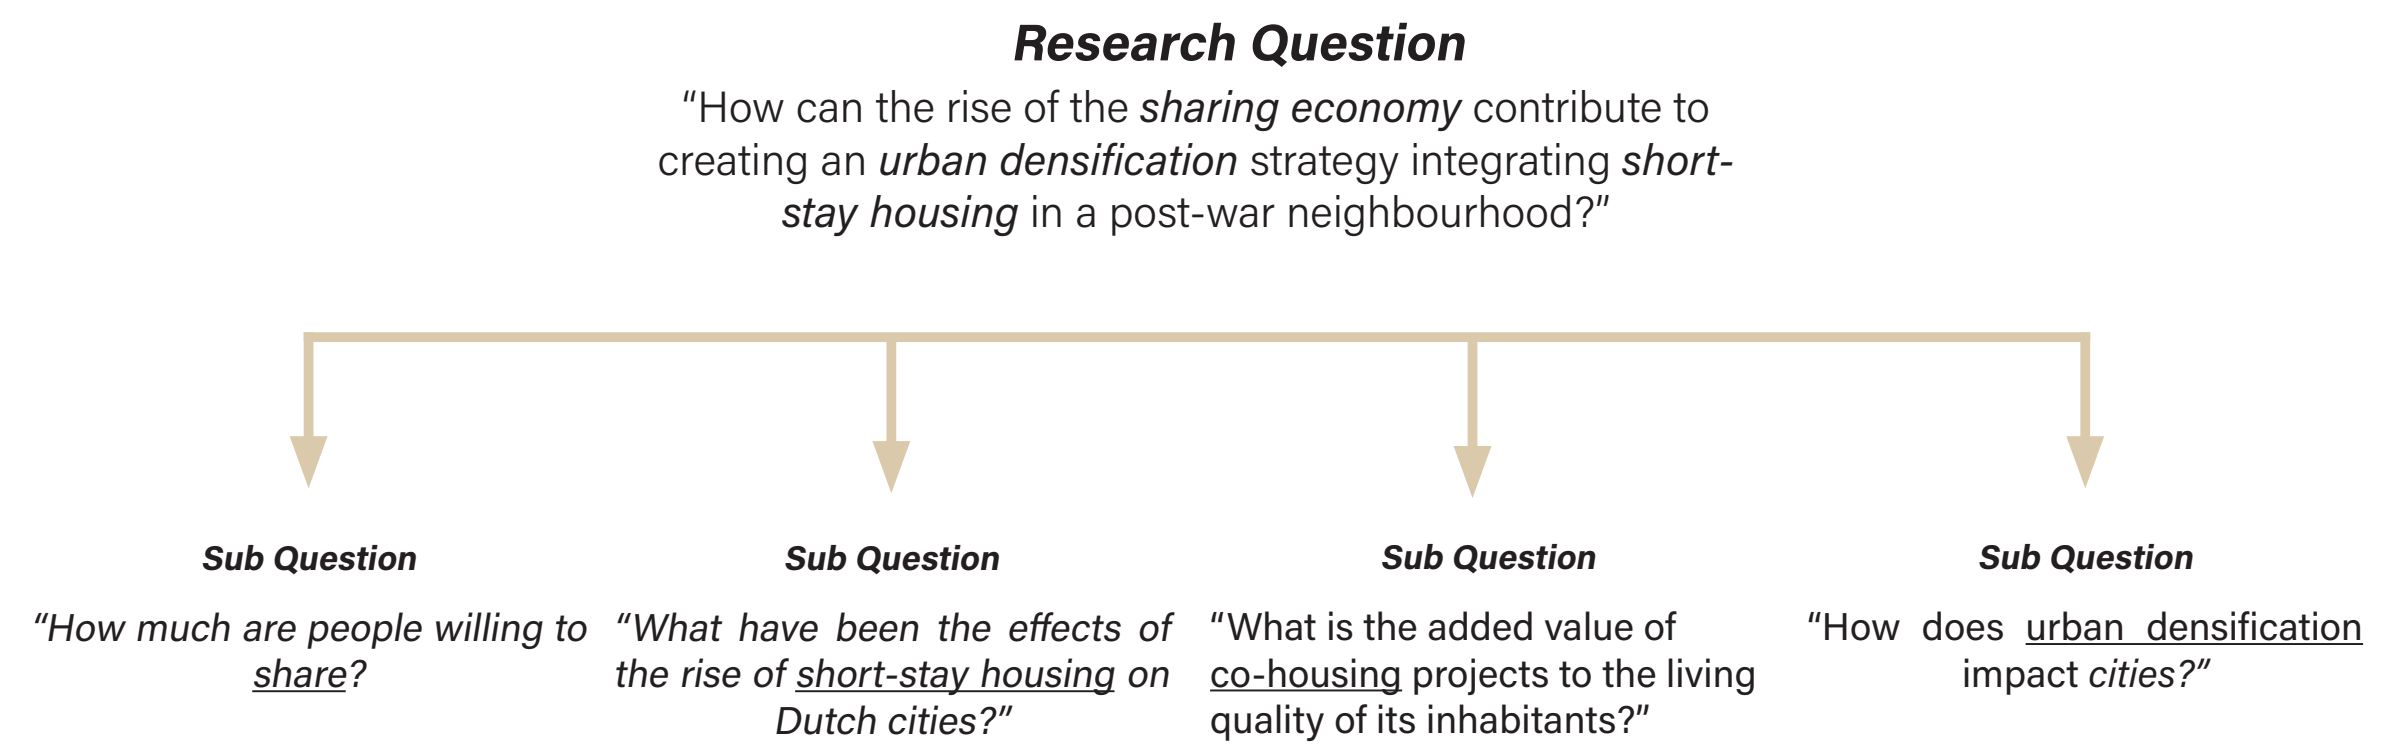 Research Question
“How can the rise of the sharing economy contribute to
creating an urban densification strategy integrating short-
stay housing in a post-war neighbourhood?”
Sub Question
“How much are people willing to
share?
Sub Question
“What have been the effects of
the rise of short-stay housing on
Dutch cities?”
Sub Question
“What is the added value of
co-housing projects to the living
quality of its inhabitants?”
Sub Question
“How does urban densification
impact cities?”